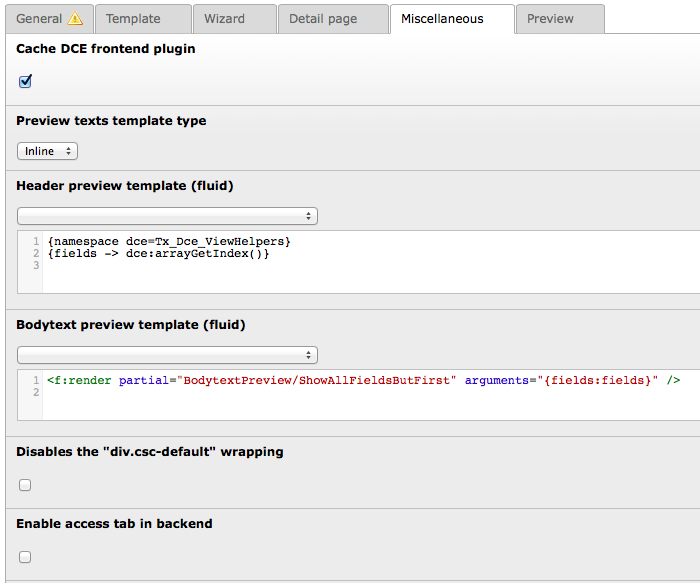 General Template Wizard Detail page Miscellaneous Preview
Cache DCE frontend plugin
Preview texts template type
Inline
Header preview template (fluid)
1 {namespace dce=Tx_Dce_ViewHelpers}
2 {fields -> dce:arrayGetIndex()}
3
Bodytext preview template (fluid)
1 <f:render partial="BodytextPreview/ShowAllFieldsButFirst" arguments="{fields:fields}" />
2
Disables the "div.csc-default" wrapping
Enable access tab in backend